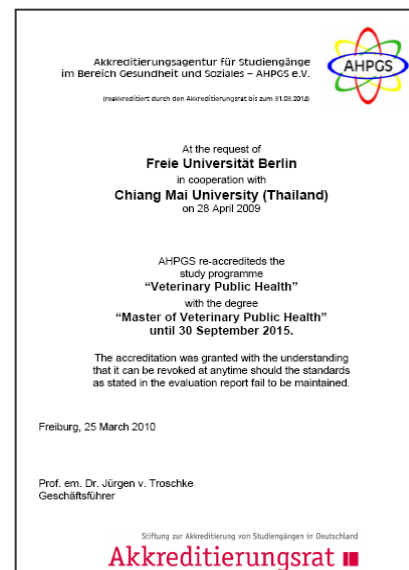 Akkreditierungsagentur für Studiengänge
im Bereich Gesundheit und Soziales – AHPGS e.V.
AHPGS
(reakkreditiert durch den Akkreditierungsrat bis zum 31.03.2014)
At the request of
Freie Universität Berlin
in cooperation with
Chiang Mai University (Thailand)
on 28 April 2009
AHPGS re-accrediteds the
study programme
“Veterinary Public Health”
with the degree
“Master of Veterinary Public Health”
until 30 September 2015.
The accreditation was granted with the understanding
that it can be revoked at anytime should the standards
as stated in the evaluation report fail to be maintained.
Freiburg, 25 March 2010
Prof. em. Dr. Jürgen v. Troschke
Geschäftsführer
Stiftung zur Akkreditierung von Studiengängen in Deutschland
Akkreditierungsrat